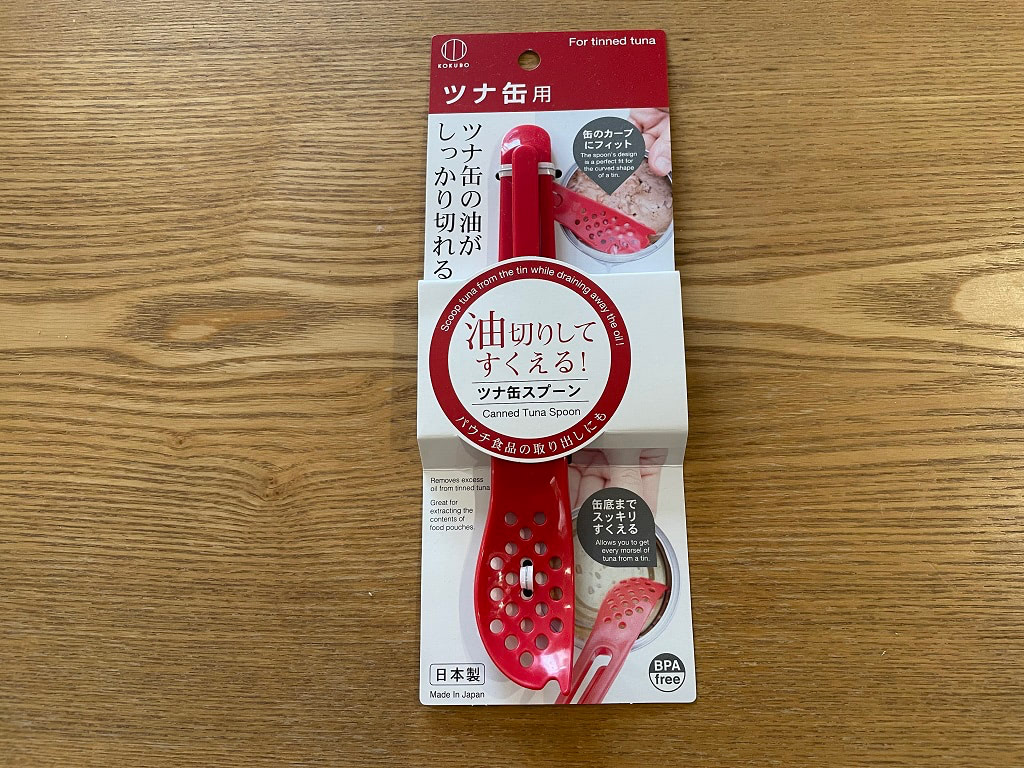 KOKUBO
For tinned tuna
ツナ缶用
ツナ缶の油が
しっかり切れる
缶のカーブ
にフィット
The spoon's design
is a perfect fit for
the curved shape
of a tin.
Scoop tuna from the tin while draining away the oil!
油切りして
すくえる!
ツナ缶スプーン
Canned Tuna Spoon
パウチ食品の取り出しにも
Removes excess
oil from tinned tuna
Great for
extracting the
contents of
food pouches.
缶底まで
スッキリ
すくえる
Allows you to get
every morsel of
tuna from a tin.
日本製
Made In Japan
BPA
free